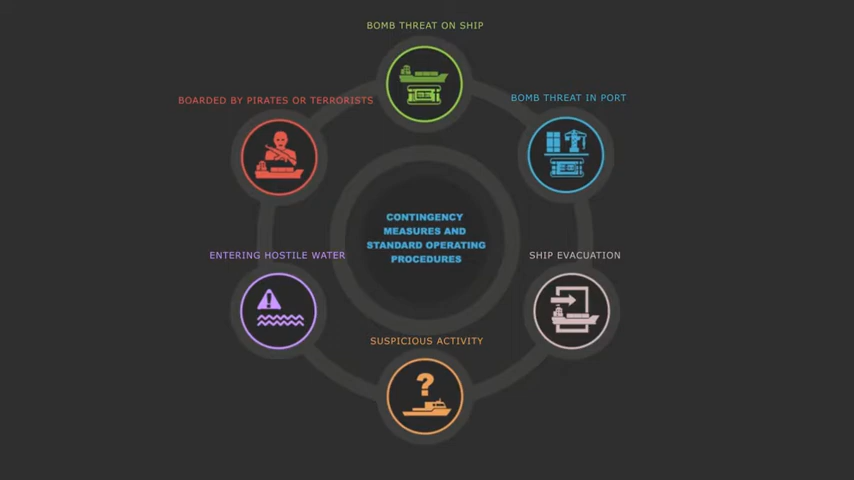 BOMB THREAT ON SHIP
BOARDED BY PIRATES OR TERRORISTS
BOMB THREAT IN PORT
CONTINGENCY
MEASURES AND
STANDARD OPERATING
PROCEDURES
ENTERING HOSTILE WATER
SHIP EVACUATION
SUSPICIOUS ACTIVITY
?